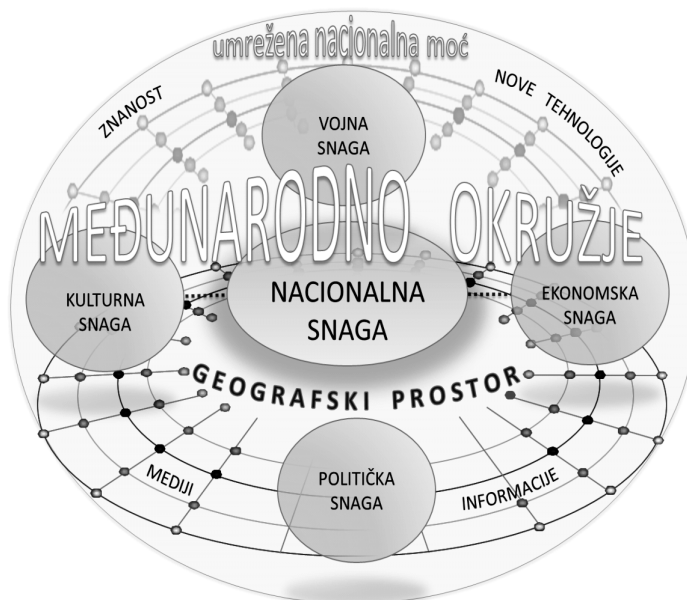 umrežena nacionalna moć
ZNANOST
NOVE TEHNOLOGIJE
VOJNA
SNAGA
MEĐUNARODNO OKRUŽJE
KULTURNA
SNAGA
NACIONALNA
SNAGA
EKONOMSKA
SNAGA
GEOGRAFSKI PROSTOR
MEDIJI
POLITIČKA
SNAGA
INFORMACIJE